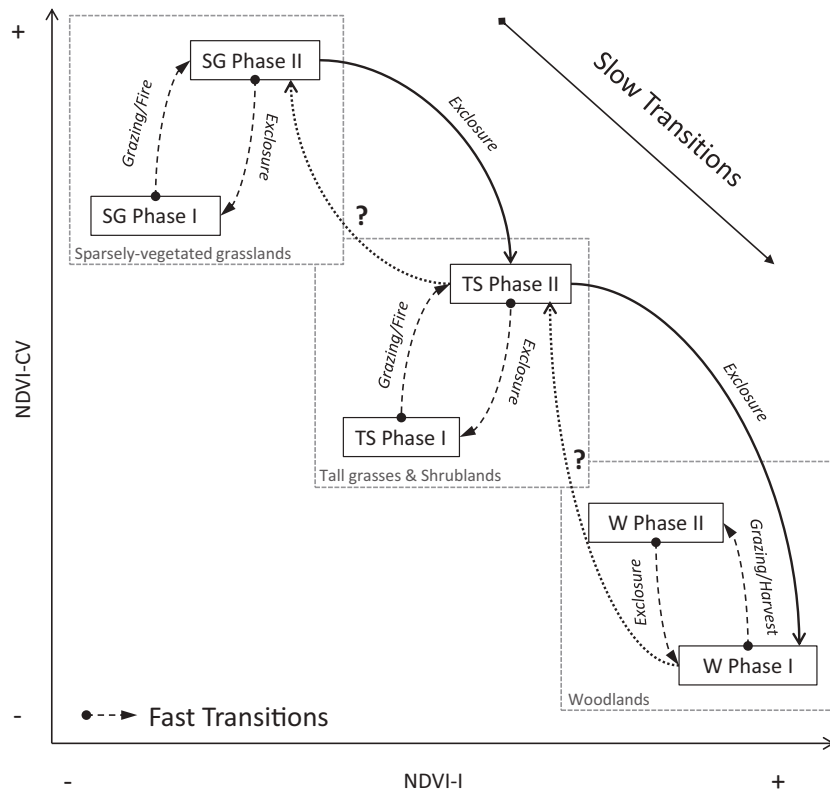 +
SG Phase II
Grazing/Fire
Exclosure
SG Phase I
Sparsely-vegetated grasslands
Exclosure
Slow Transitions
?
TS Phase II
Grazing/Fire
Exclosure
TS Phase I
Tall grasses & Shrublands
Exclosure
?
W Phase II
Exclosure
Grazing/Harvest
W Phase I
Woodlands
NDVI-CV
-
Fast Transitions
-
NDVI-I
+